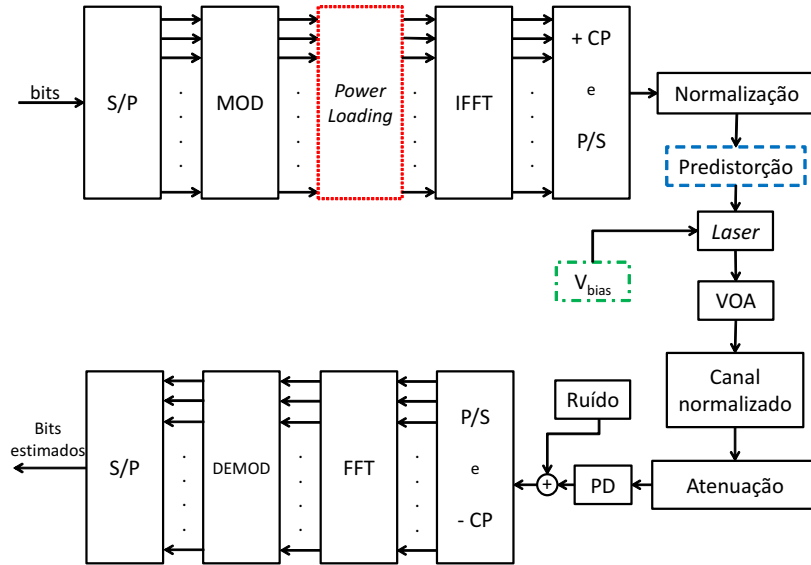 bits
S/P
MOD
Power
Loading
IFFT
+ CP
e
P/S
Normalização
Predistorção
Laser
V_bias
VOA
Canal
normalizado
Atenuação
PD
Ruído
+
P/S
e
- CP
FFT
DEMOD
S/P
Bits
estimados